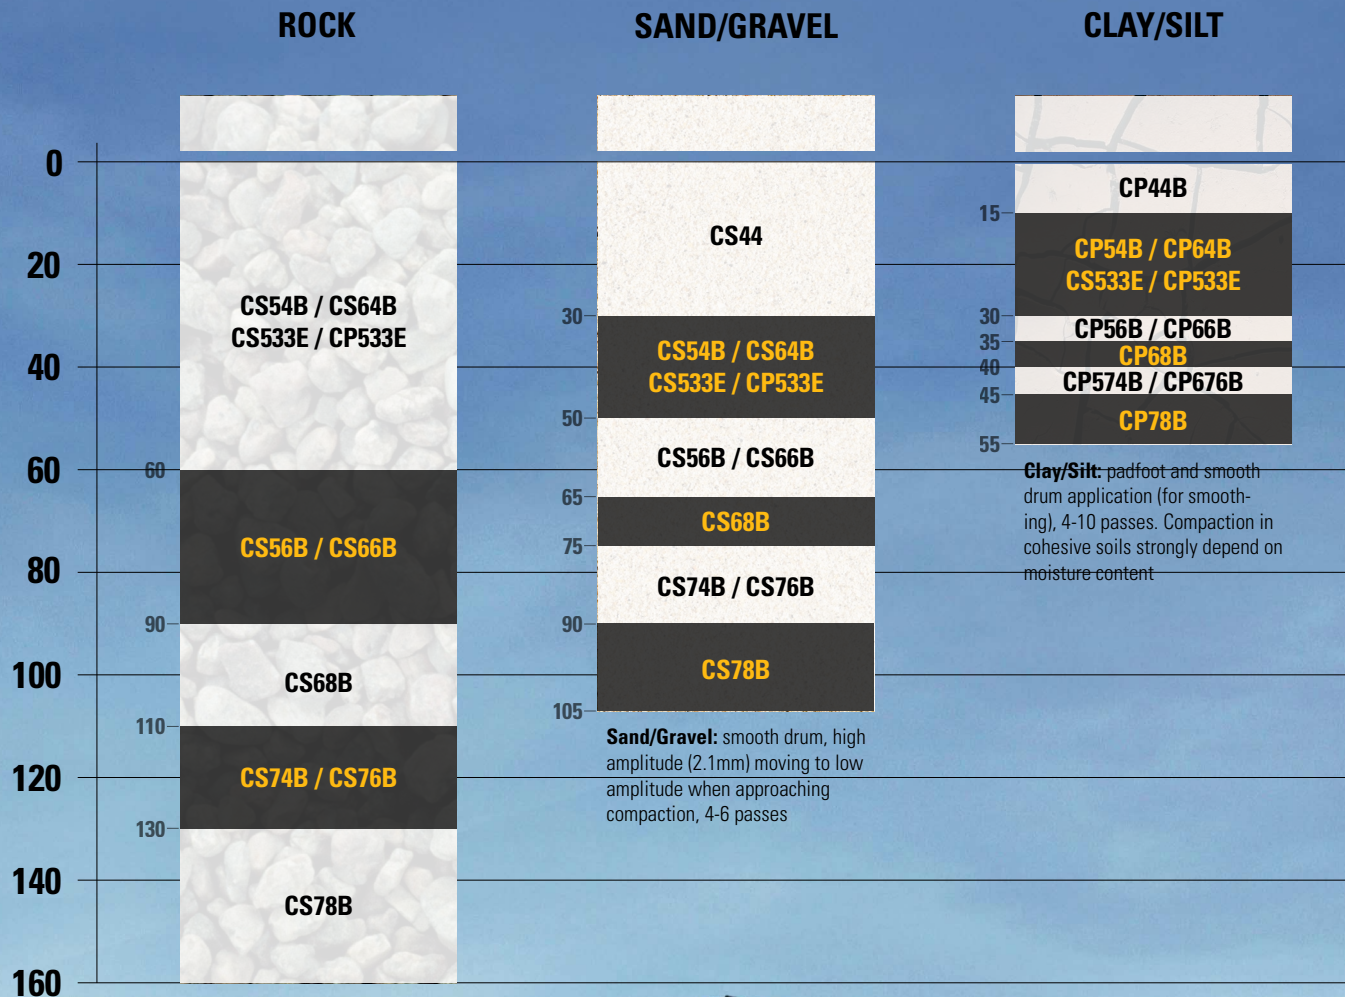 ROCK
SAND/GRAVEL
CLAY/SILT
0
20
40
60
80
100
120
140
160
CS54B / CS64B
CS533E / CP533E
60
CS56B / CS66B
90
CS68B
110
CS74B / CS76B
130
CS78B
CS44
30
CS54B / CS64B
CS533E / CP533E
50
CS56B / CS66B
65
CS68B
75
CS74B / CS76B
90
CS78B
105
Sand/Gravel: smooth drum, high
amplitude (2.1mm) moving to low
amplitude when approaching
compaction, 4-6 passes
CP44B
15
CP54B / CP64B
CS533E / CP533E
30
CP56B / CP66B
35
CP68B
40
CP574B / CP676B
45
CP78B
55
Clay/Silt: padfoot and smooth
drum application (for smooth-
ing), 4-10 passes. Compaction in
cohesive soils strongly depend on
moisture content